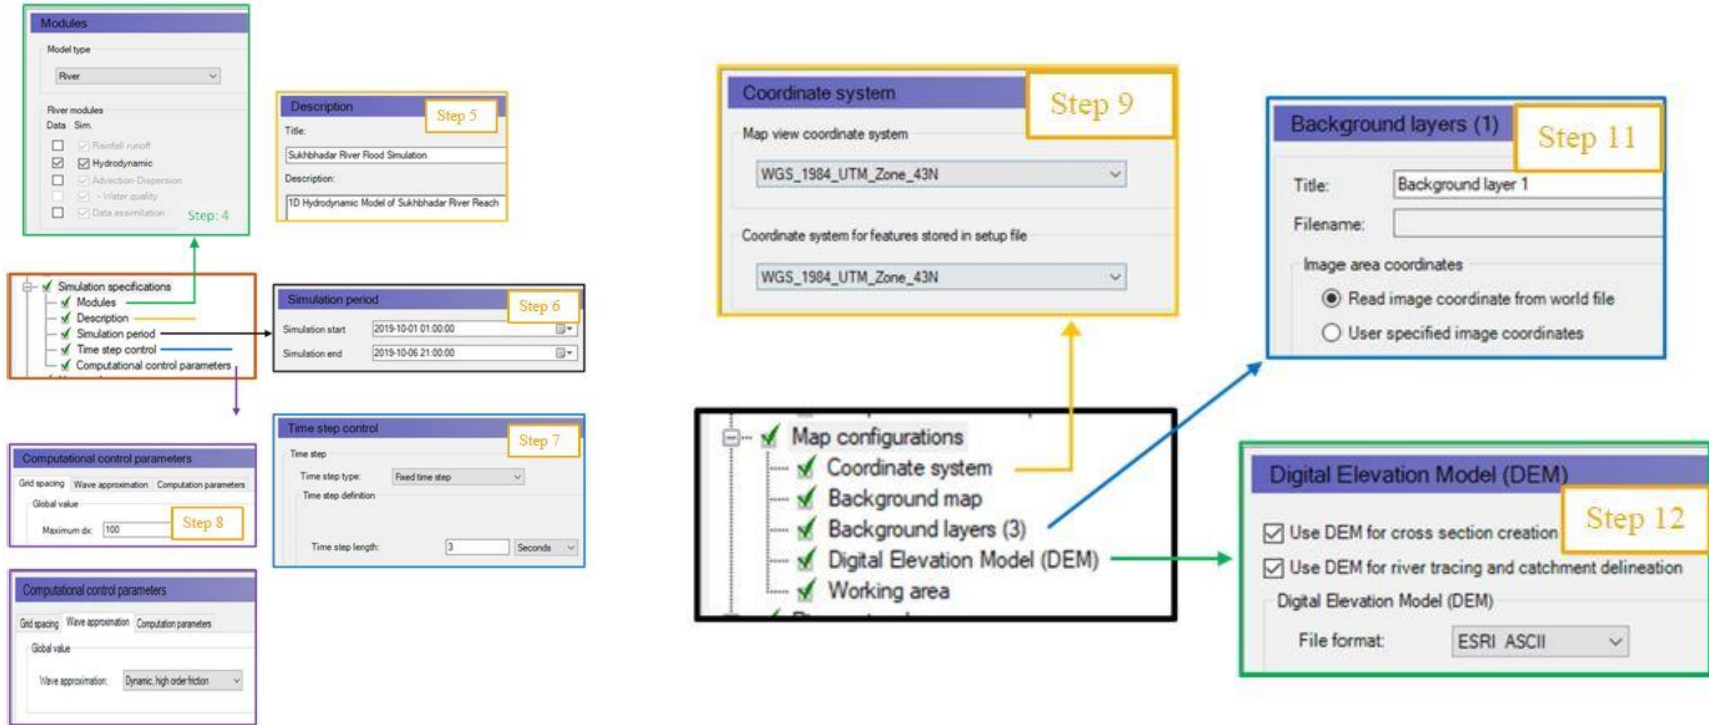 Modules
Model type
River
River modules
Data Sim.
Rainfall runoff
Hydrodynamic
Advection-Dispersion
- Water quality
Data assimilation
Step: 4
Description
Step 5
Title:
Sukhbhadar River Flood Simulation
Description:
1D Hydrodynamic Model of Sukhbhadar River Reach
Simulation specifications
Modules
Description
Simulation period
Time step control
Computational control parameters
Simulation period
Step 6
Simulation start 2019-10-01 01:00:00
Simulation end 2019-10-06 21:00:00
Computational control parameters
Grid spacing Wave approximation Computation parameters
Global value
Maximum dx: 100
Step 8
Time step control
Step 7
Time step
Time step type: Fixed time step
Time step definition
Time step length: 3 Seconds
Computational control parameters
Grid spacing Wave approximation Computation parameters
Global value
Wave approximation: Dynamic, high order friction
Coordinate system
Step 9
Map view coordinate system
WGS_1984_UTM_Zone_43N
Coordinate system for features stored in setup file
WGS_1984_UTM_Zone_43N
Map configurations
Coordinate system
Background map
Background layers (3)
Digital Elevation Model (DEM)
Working area
Background layers (1)
Step 11
Title: Background layer 1
Filename:
Image area coordinates
Read image coordinate from world file
User specified image coordinates
Digital Elevation Model (DEM)
Step 12
Use DEM for cross section creation
Use DEM for river tracing and catchment delineation
Digital Elevation Model (DEM)
File format: ESRI ASCII